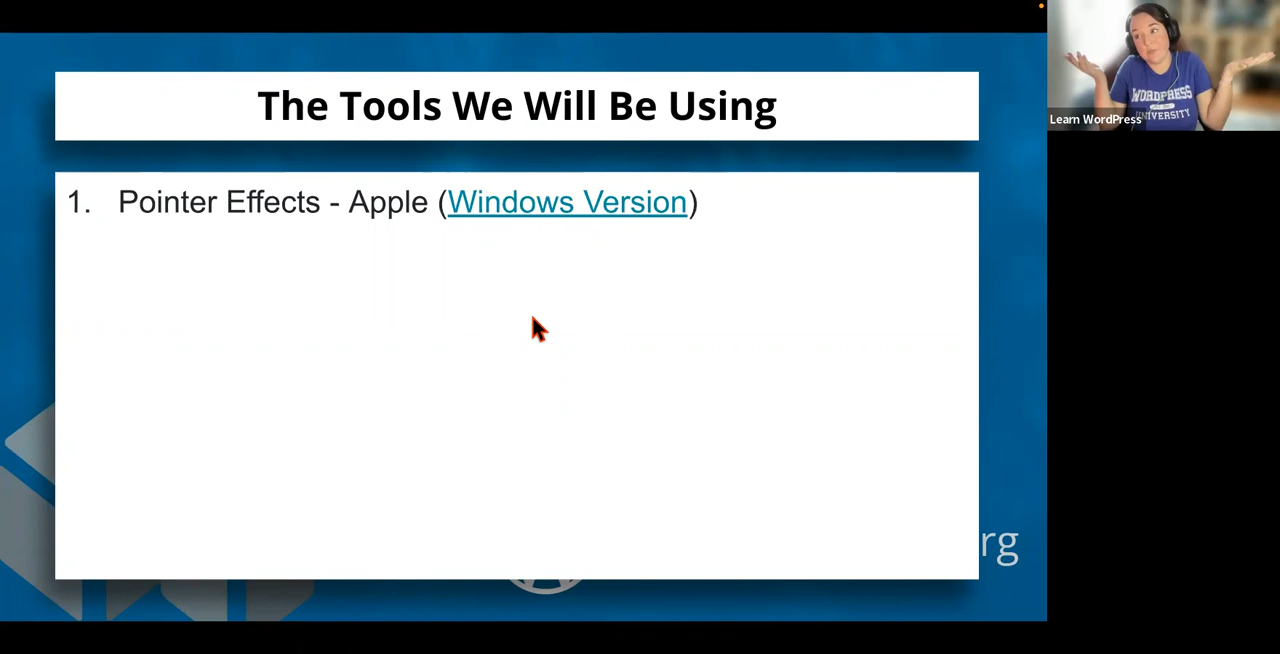 The Tools We Will Be Using
1. Pointer Effects - Apple (Windows Version)
rg
WORDPRESS
UNIVERSITY
Learn WordPress